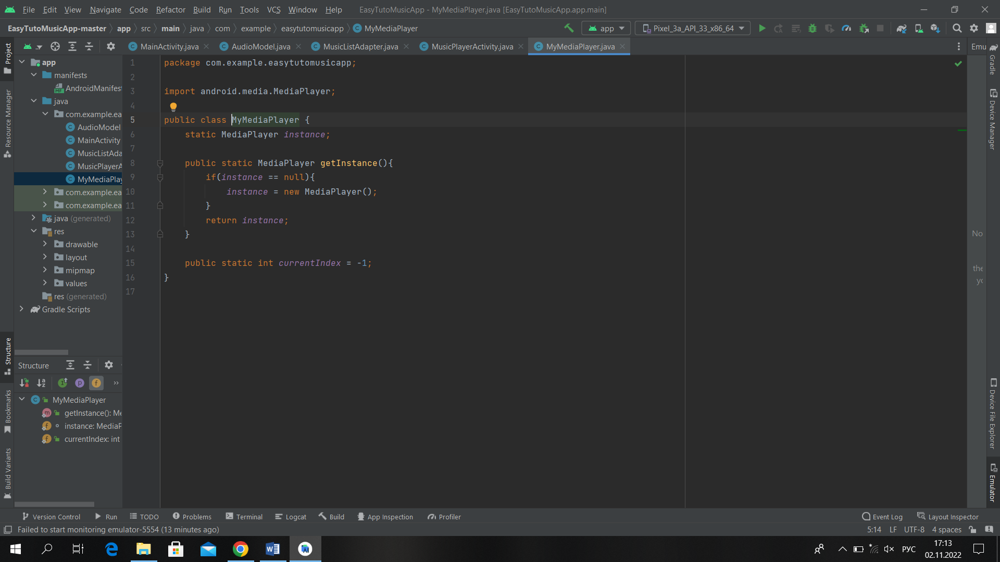 File Edit View Navigate Code Refactor Build Run Tools VCS Window Help EasyTutoMusicApp - MyMediaPlayer.java [EasyTutoMusicApp.app.main]
EasyTutoMusicApp-master app src main java com example easytutomusicapp MyMediaPlayer app Pixel_3a_API_33_x86_64
MainActivity.java AudioModel.java MusicListAdapter.java MusicPlayerActivity.java MyMediaPlayer.java Emu
Project
Resource Manager
Structure
Bookmarks
Build Variants
app
manifests
AndroidManifest
java
com.example.ea
AudioModel
MainActivity
MusicListAda
MusicPlayerA
MyMediaPlay
com.example.ea
com.example.ea
java (generated)
res
drawable
layout
mipmap
values
res (generated)
Gradle Scripts
Structure
MyMediaPlayer
getInstance(): Me
instance: MediaP
currentIndex: int
1 package com.example.easytutomusicapp;
2
3 import android.media.MediaPlayer;
4
5 public class MyMediaPlayer {
6 static MediaPlayer instance;
7
8 public static MediaPlayer getInstance(){
9 if(instance == null){
10 instance = new MediaPlayer();
11 }
12 return instance;
13 }
14
15 public static int currentIndex = -1;
16 }
17
No
the
yo
Gradle
Device Manager
Device File Explorer
Emulator
Version Control Run TODO Problems Terminal Logcat Build App Inspection Profiler Event Log Layout Inspector
Failed to start monitoring emulator-5554 (13 minutes ago) 5:14 LF UTF-8 4 spaces
РУС 17:13
02.11.2022